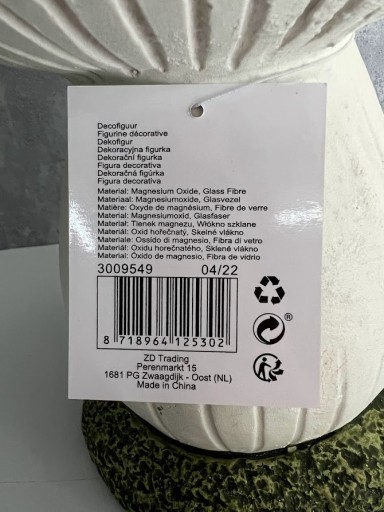 Decofiguur
Figurine décorative
Dekofigur
Dekoracyjna figurka
Dekorační figurka
Figura decorativa
Dekoračná figúrka
Figura decorativa
Material: Magnesium Oxide, Glass Fibre
Materiaal: Magnesiumoxide, Glasvezel
Matière: Oxyde de magnésium, Fibre de verre
Material: Magnesiumoxid, Glasfaser
Materiał: Tlenek magnezu, Włókno szklane
Materiál: Oxid hořečnatý, Skelné vlákno
Materiale: Ossido di magnesio, Fibra di vetro
Materiál: Oxidu horečnatého, Sklené vlákno
Material: Óxido de magnesio, Fibra de vidrio
3009549 04/22
8 718964 125302
®
ZD Trading
Perenmarkt 15
1681 PG Zwaagdijk - Oost (NL)
Made in China